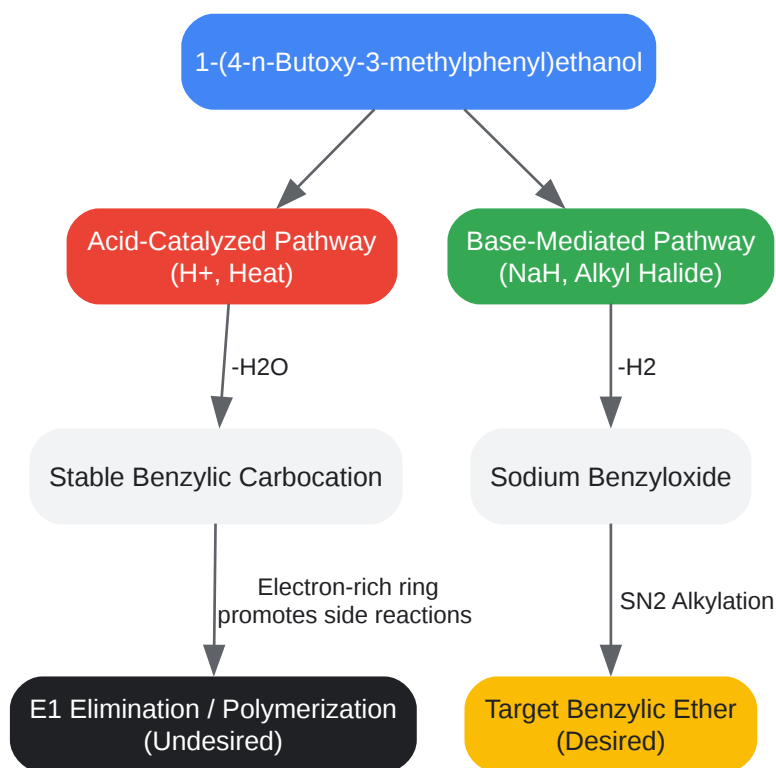 1-(4-n-Butoxy-3-methylphenyl)ethanol
Acid-Catalyzed Pathway
(H+, Heat)
Base-Mediated Pathway
(NaH, Alkyl Halide)
-H2O
-H2
Stable Benzylic Carbocation
Sodium Benzyloxide
Electron-rich ring
promotes side reactions
SN2 Alkylation
E1 Elimination / Polymerization
(Undesired)
Target Benzylic Ether
(Desired)